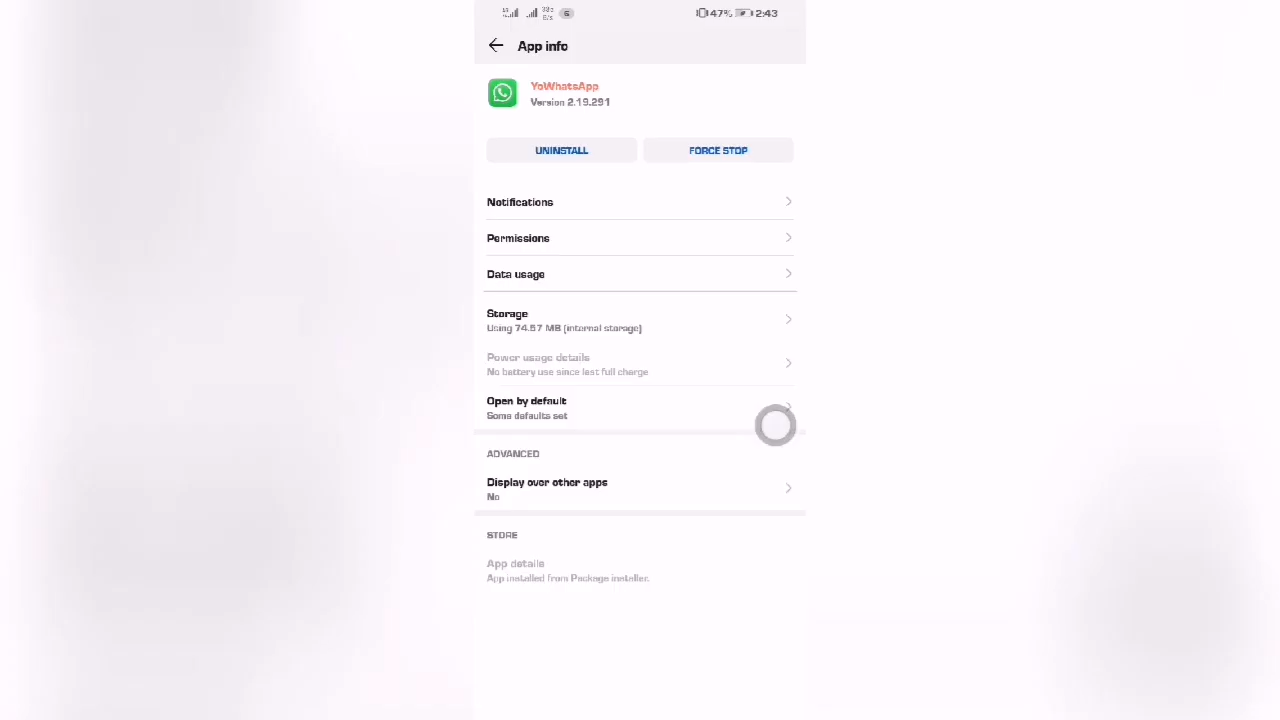 47% 2:43
App info
YoWhatsApp
Version 2.19.291
UNINSTALL FORCE STOP
Notifications
Permissions
Data usage
Storage
Using 74.57 MB (internal storage)
Power usage details
No battery use since last full charge
Open by default
Some defaults set
ADVANCED
Display over other apps
No
STORE
App details
App installed from Package installer.